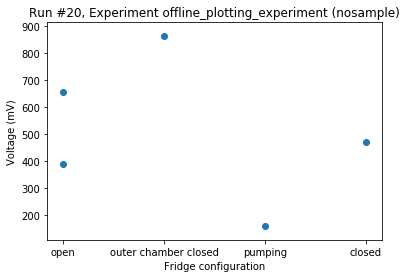 Run #20, Experiment offline_plotting_experiment (nosample)
900
800
700
600
500
400
300
200
Voltage (mV)
open outer chamber closed pumping closed
Fridge configuration